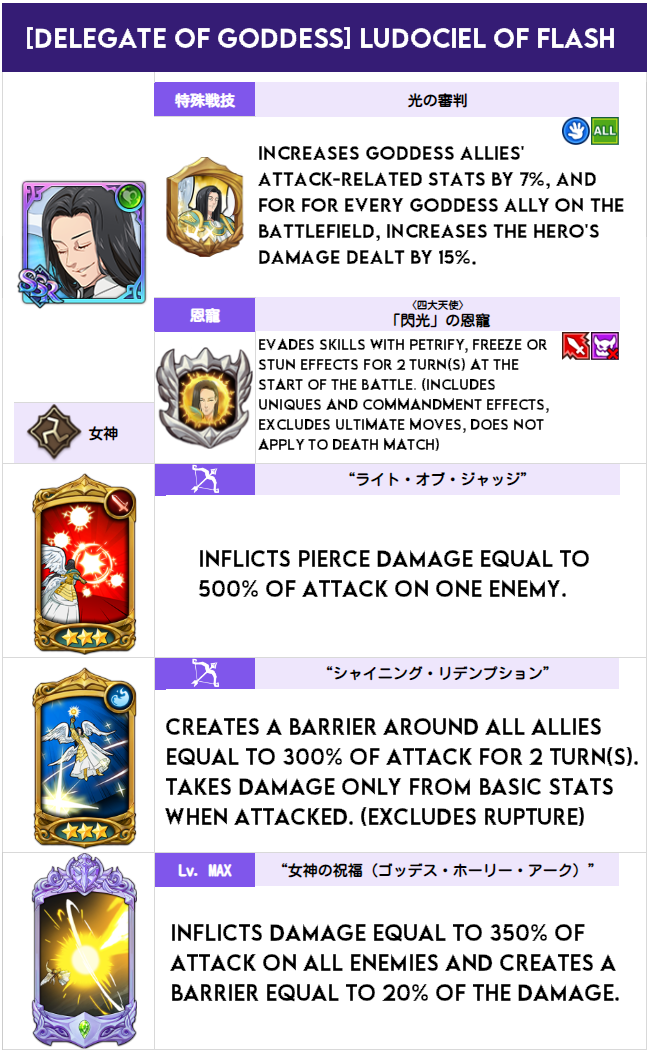 [DELEGATE OF GODDESS] LUDOCIEL OF FLASH
特殊戦技
光の審判
ALL
INCREASES GODDESS ALLIES'
ATTACK-RELATED STATS BY 7%, AND
FOR FOR EVERY GODDESS ALLY ON THE
BATTLEFIELD, INCREASES THE HERO'S
DAMAGE DEALT BY 15%.
SSR
恩寵
〈四大天使〉
「閃光」の恩寵
EVADES SKILLS WITH PETRIFY, FREEZE OR
STUN EFFECTS FOR 2 TURN(S) AT THE
START OF THE BATTLE. (INCLUDES
UNIQUES AND COMMANDMENT EFFECTS,
EXCLUDES ULTIMATE MOVES, DOES NOT
APPLY TO DEATH MATCH)
女神
“ライト・オブ・ジャッジ”
INFLICTS PIERCE DAMAGE EQUAL TO
500% OF ATTACK ON ONE ENEMY.
“シャイニング・リデンプション”
CREATES A BARRIER AROUND ALL ALLIES
EQUAL TO 300% OF ATTACK FOR 2 TURN(S).
TAKES DAMAGE ONLY FROM BASIC STATS
WHEN ATTACKED. (EXCLUDES RUPTURE)
Lv. MAX
“女神の祝福（ゴッデス・ホーリー・アーク）”
INFLICTS DAMAGE EQUAL TO 350% OF
ATTACK ON ALL ENEMIES AND CREATES A
BARRIER EQUAL TO 20% OF THE DAMAGE.